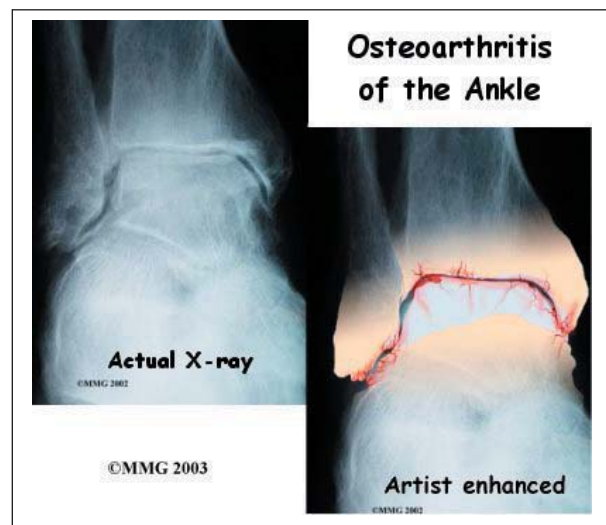 Osteoarthritis
of the Ankle
Actual X-ray
©MMG 2002
©MMG 2003
Artist enhanced
©MMG 2002